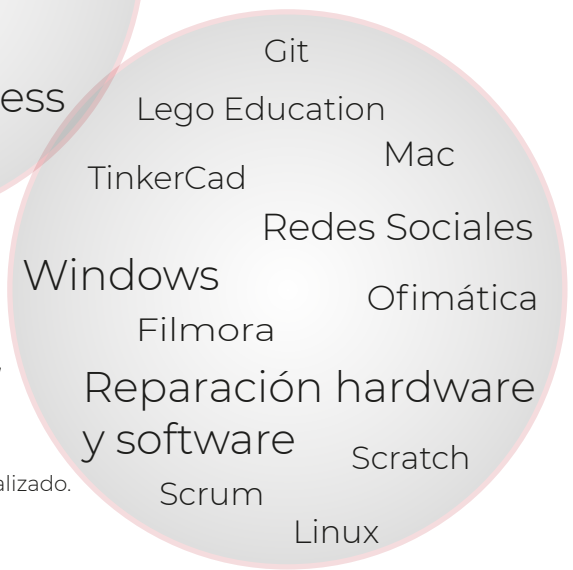 Git
ess
Lego Education
Mac
TinkerCad
Redes Sociales
Windows
Ofimática
Filmora
Reparación hardware
y software
Scratch
alizado.
Scrum
Linux